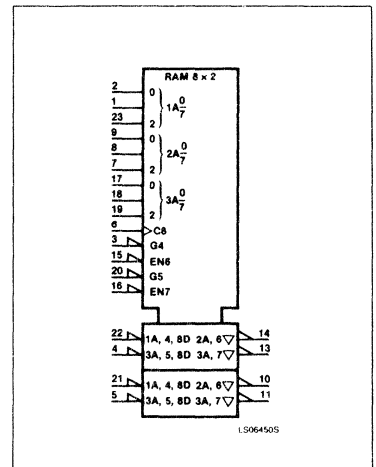 RAM 8 × 2
2 0
1 1A 0/7
23 2
9 0
8 2A 0/7
7 2
17 0
18 3A 0/7
19 2
6 C8
3 G4
15 EN6
20 G5
16 EN7
22 1A, 4, 8D 2A, 6▽ 14
4 3A, 5, 8D 3A, 7▽ 13
21 1A, 4, 8D 2A, 6▽ 10
5 3A, 5, 8D 3A, 7▽ 11
LS06450S